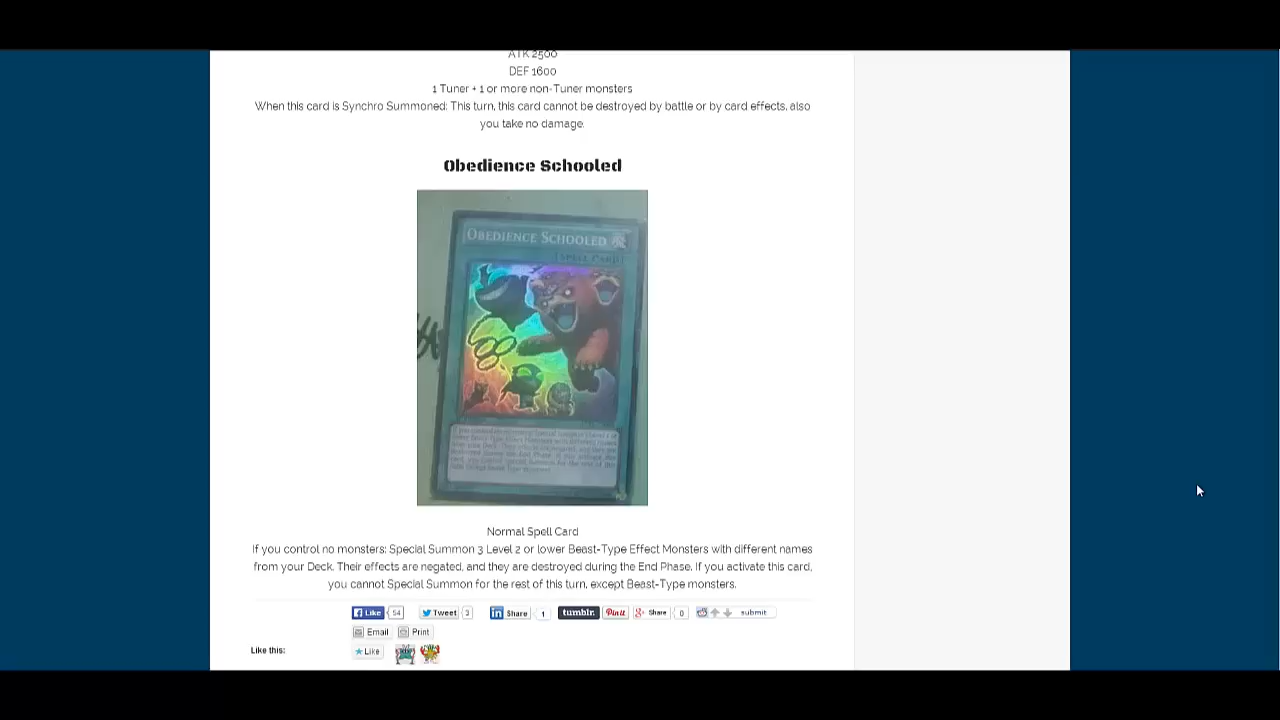 ATK 2500
DEF 1600
1 Tuner + 1 or more non-Tuner monsters
When this card is Synchro Summoned: This turn, this card cannot be destroyed by battle or by card effects, also
you take no damage.
Obedience Schooled
OBEDIENCE SCHOOLED
SPELL CARD
Normal Spell Card
If you control no monsters: Special Summon 3 Level 2 or lower Beast-Type Effect Monsters with different names
from your Deck. Their effects are negated, and they are destroyed during the End Phase. If you activate this card,
you cannot Special Summon for the rest of this turn, except Beast-Type monsters.
Like 54 Tweet 3 Share 1 tumblr. Pin it Share 0 submit
Email Print
Like this: Like